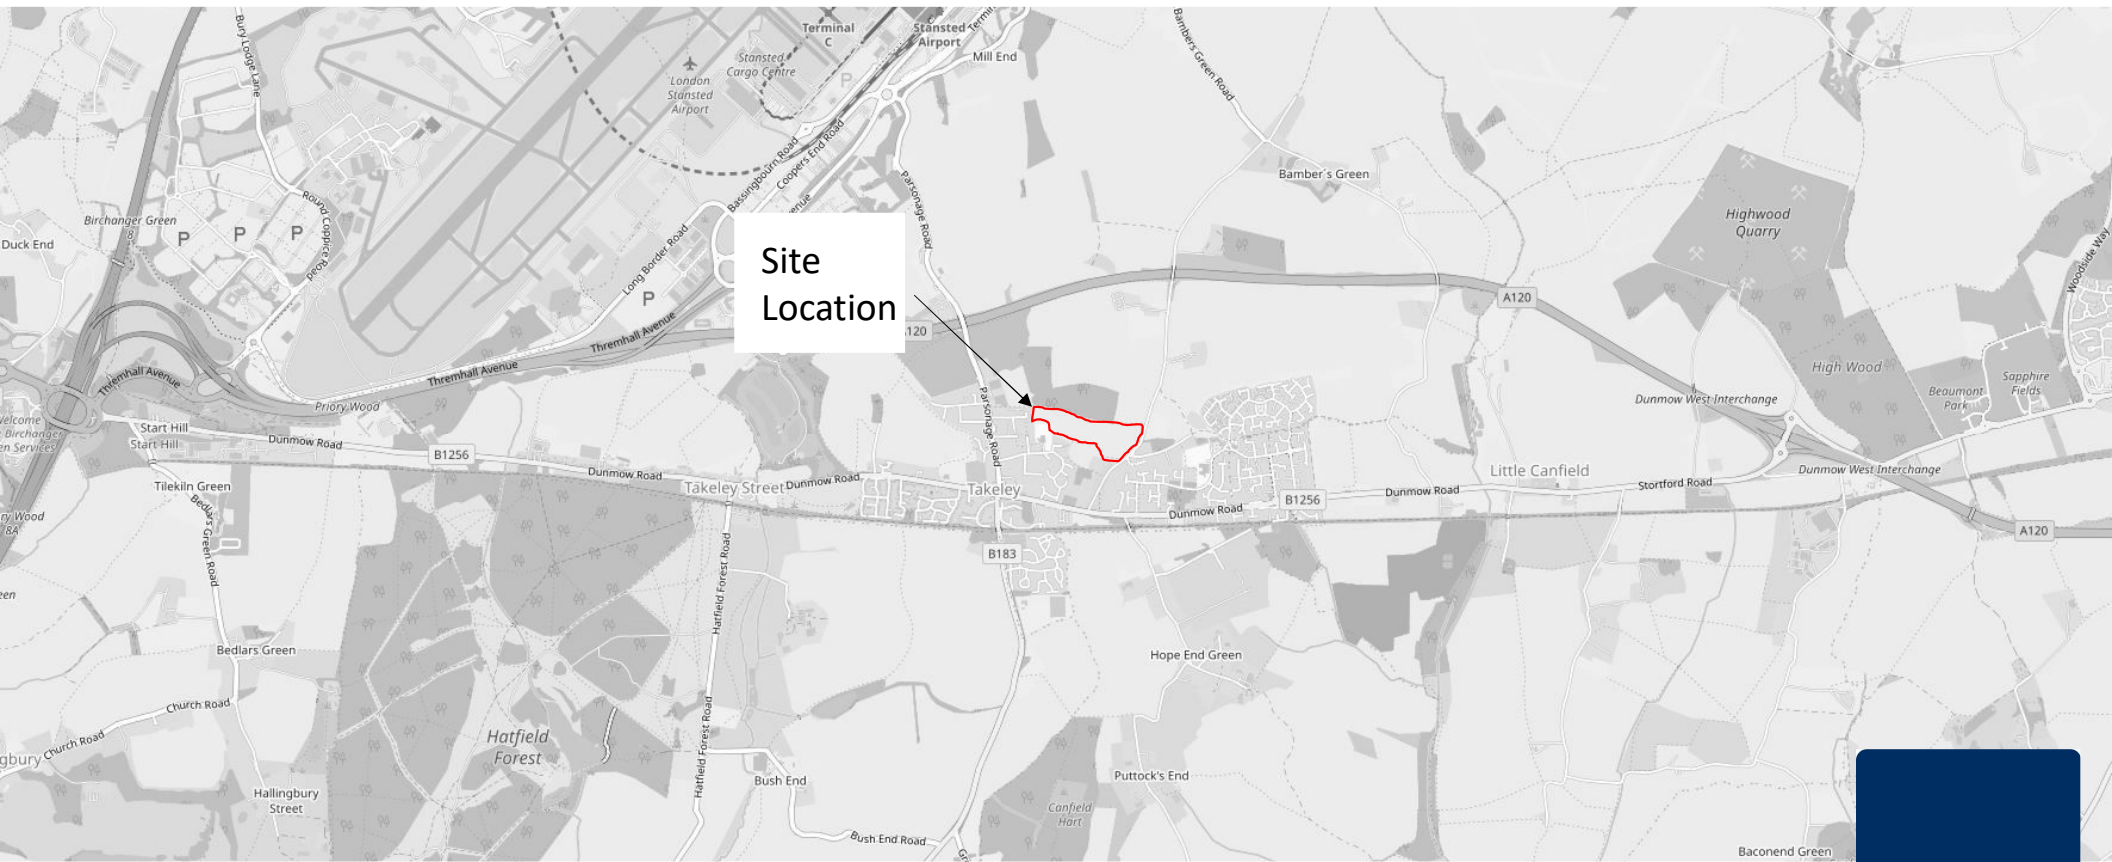 Bury Lodge Lane
Terminal
C
Stansted
Airport
Mill End
Stansted
Cargo Centre
P
London
Stansted
Airport
Bambers Green Road
Bassingbourn Road
Coopers End Road
Parsonage Road
Bamber's Green
Highwood
Quarry
Woodside Way
Birchanger Green
8
Duck End
P
P
P
Round Coppice Road
Long Border Road
P
Site
Location
A120
Thremhall Avenue
Thremhall Avenue
Thremhall Avenue
Priory Wood
Parsonage Road
High Wood
Beaumont
Park
Sapphire
Fields
Dunmow West Interchange
Welcome
Birchanger
Start Hill
Start Hill
Dunmow Road
B1256
Dunmow Road
Takeley Street
Dunmow Road
Takeley
Dunmow Road
B1256
Dunmow Road
Little Canfield
Stortford Road
Dunmow West Interchange
A120
Tilekiln Green
Bedlars Green Road
8A
B183
Hatfield Forest Road
Bedlars Green
Hope End Green
Church Road
Church Road
Hatfield
Forest
Hatfield Forest Road
Bush End
Puttock's End
Hallingbury
Street
Canfield
Hart
Bush End Road
Baconend Green